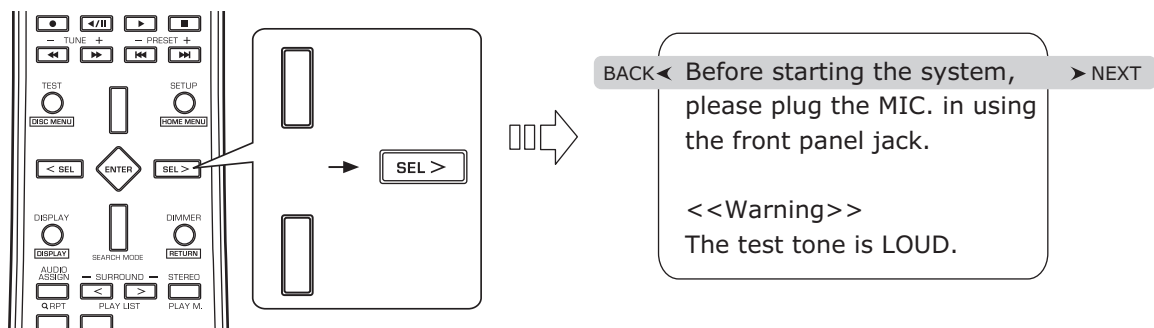 − TUNE + − PRESET +
TEST SETUP
DISC MENU HOME MENU
< SEL ENTER SEL >
DISPLAY DIMMER
DISPLAY SEARCH MODE RETURN
AUDIO ASSIGN − SURROUND − STEREO
< >
Q RPT PLAY LIST PLAY M.
SEL >
BACK Before starting the system, NEXT
please plug the MIC. in using
the front panel jack.
<<Warning>>
The test tone is LOUD.